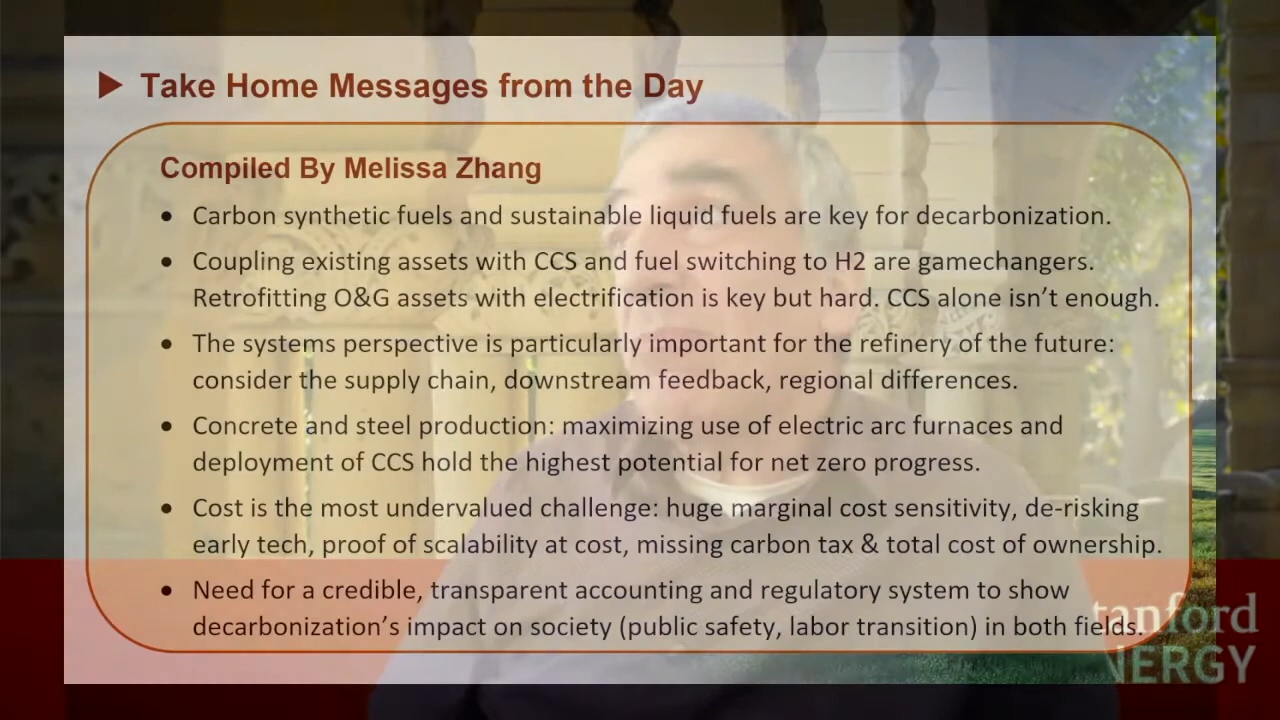 Take Home Messages from the Day
Compiled By Melissa Zhang
• Carbon synthetic fuels and sustainable liquid fuels are key for decarbonization.
• Coupling existing assets with CCS and fuel switching to H2 are gamechangers.
Retrofitting O&G assets with electrification is key but hard. CCS alone isn't enough.
• The systems perspective is particularly important for the refinery of the future:
consider the supply chain, downstream feedback, regional differences.
• Concrete and steel production: maximizing use of electric arc furnaces and
deployment of CCS hold the highest potential for net zero progress.
• Cost is the most undervalued challenge: huge marginal cost sensitivity, de-risking
early tech, proof of scalability at cost, missing carbon tax & total cost of ownership.
• Need for a credible, transparent accounting and regulatory system to show
decarbonization's impact on society (public safety, labor transition) in both fields.
tanford
NERGY